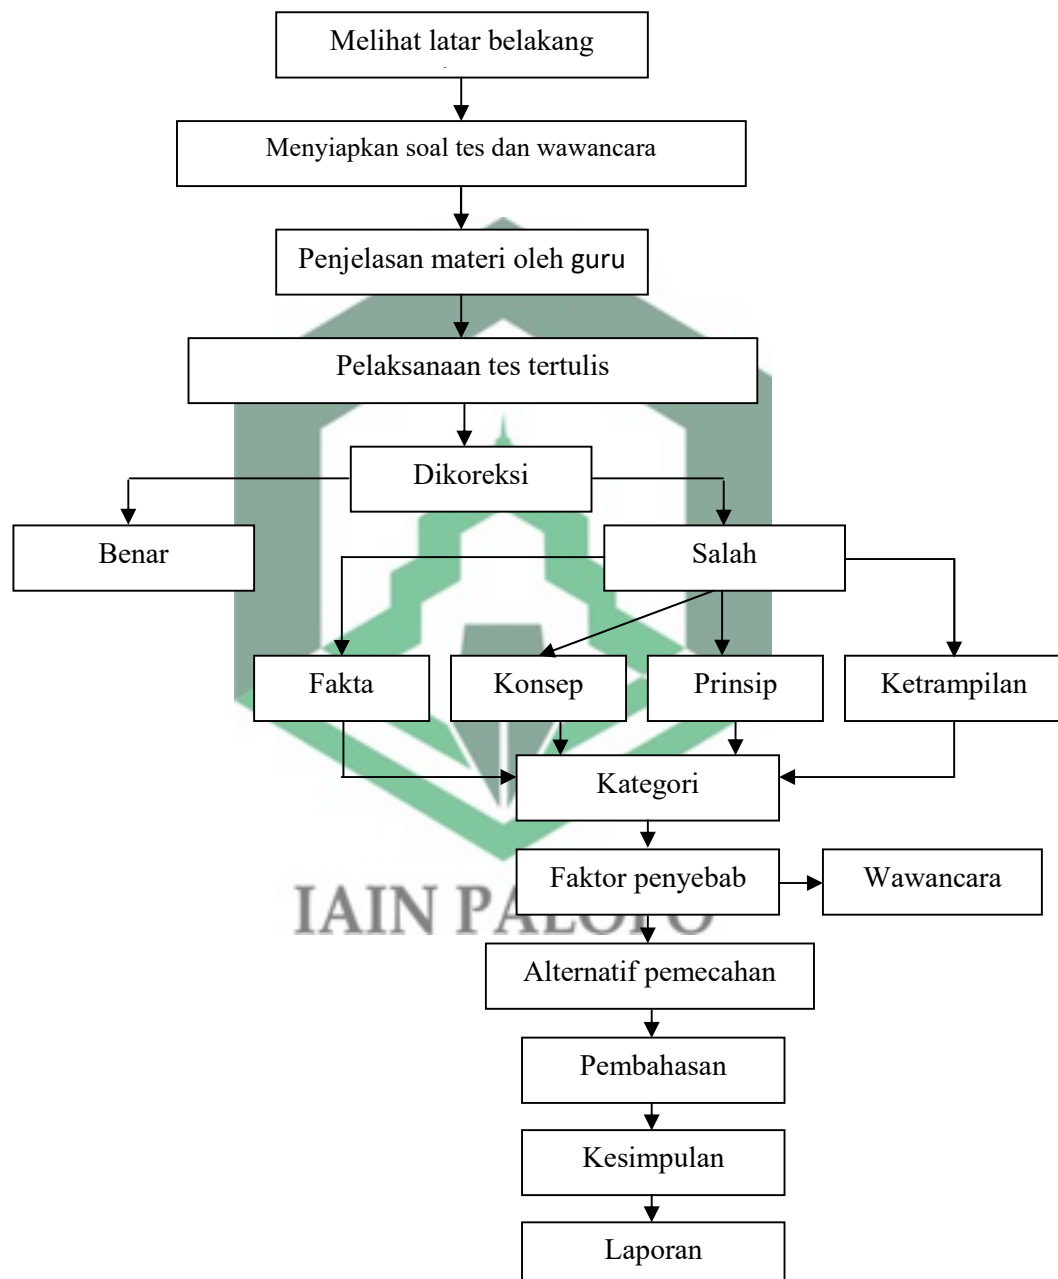 Melihat latar belakang
Menyiapkan soal tes dan wawancara
Penjelasan materi oleh guru
Pelaksanaan tes tertulis
Dikoreksi
Benar
Salah
Fakta
Konsep
Prinsip
Ketrampilan
Kategori
Faktor penyebab
Wawancara
IAIN PALOPO
Alternatif pemecahan
Pembahasan
Kesimpulan
Laporan